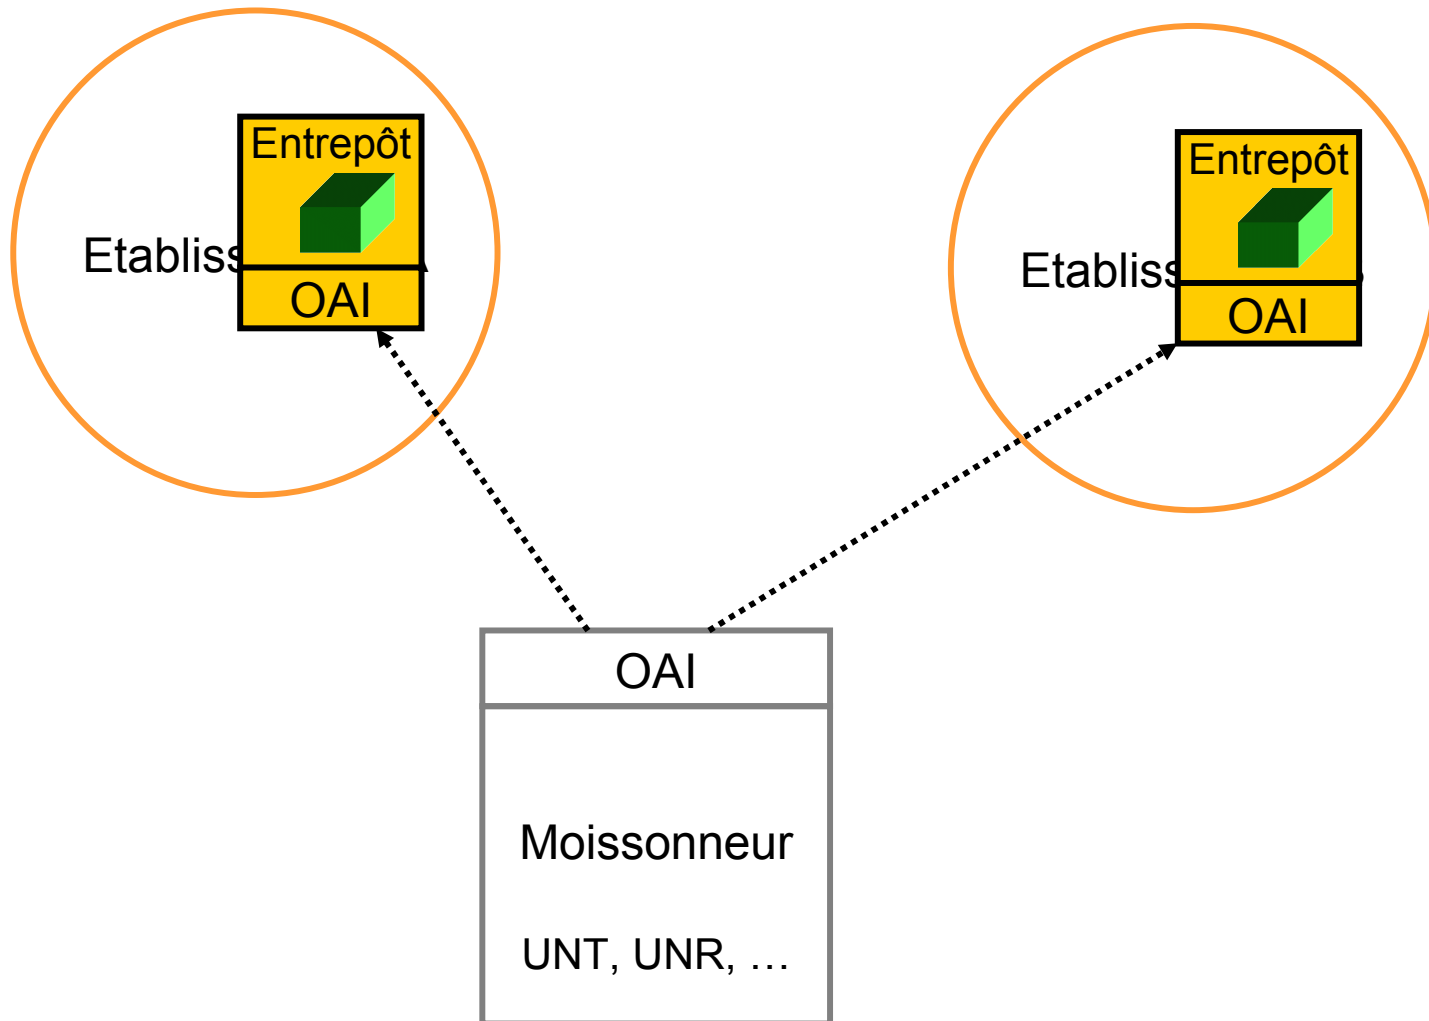 Entrepôt
Etabliss
OAI
Entrepôt
Etabliss
OAI
OAI
Moissonneur
UNT, UNR, …